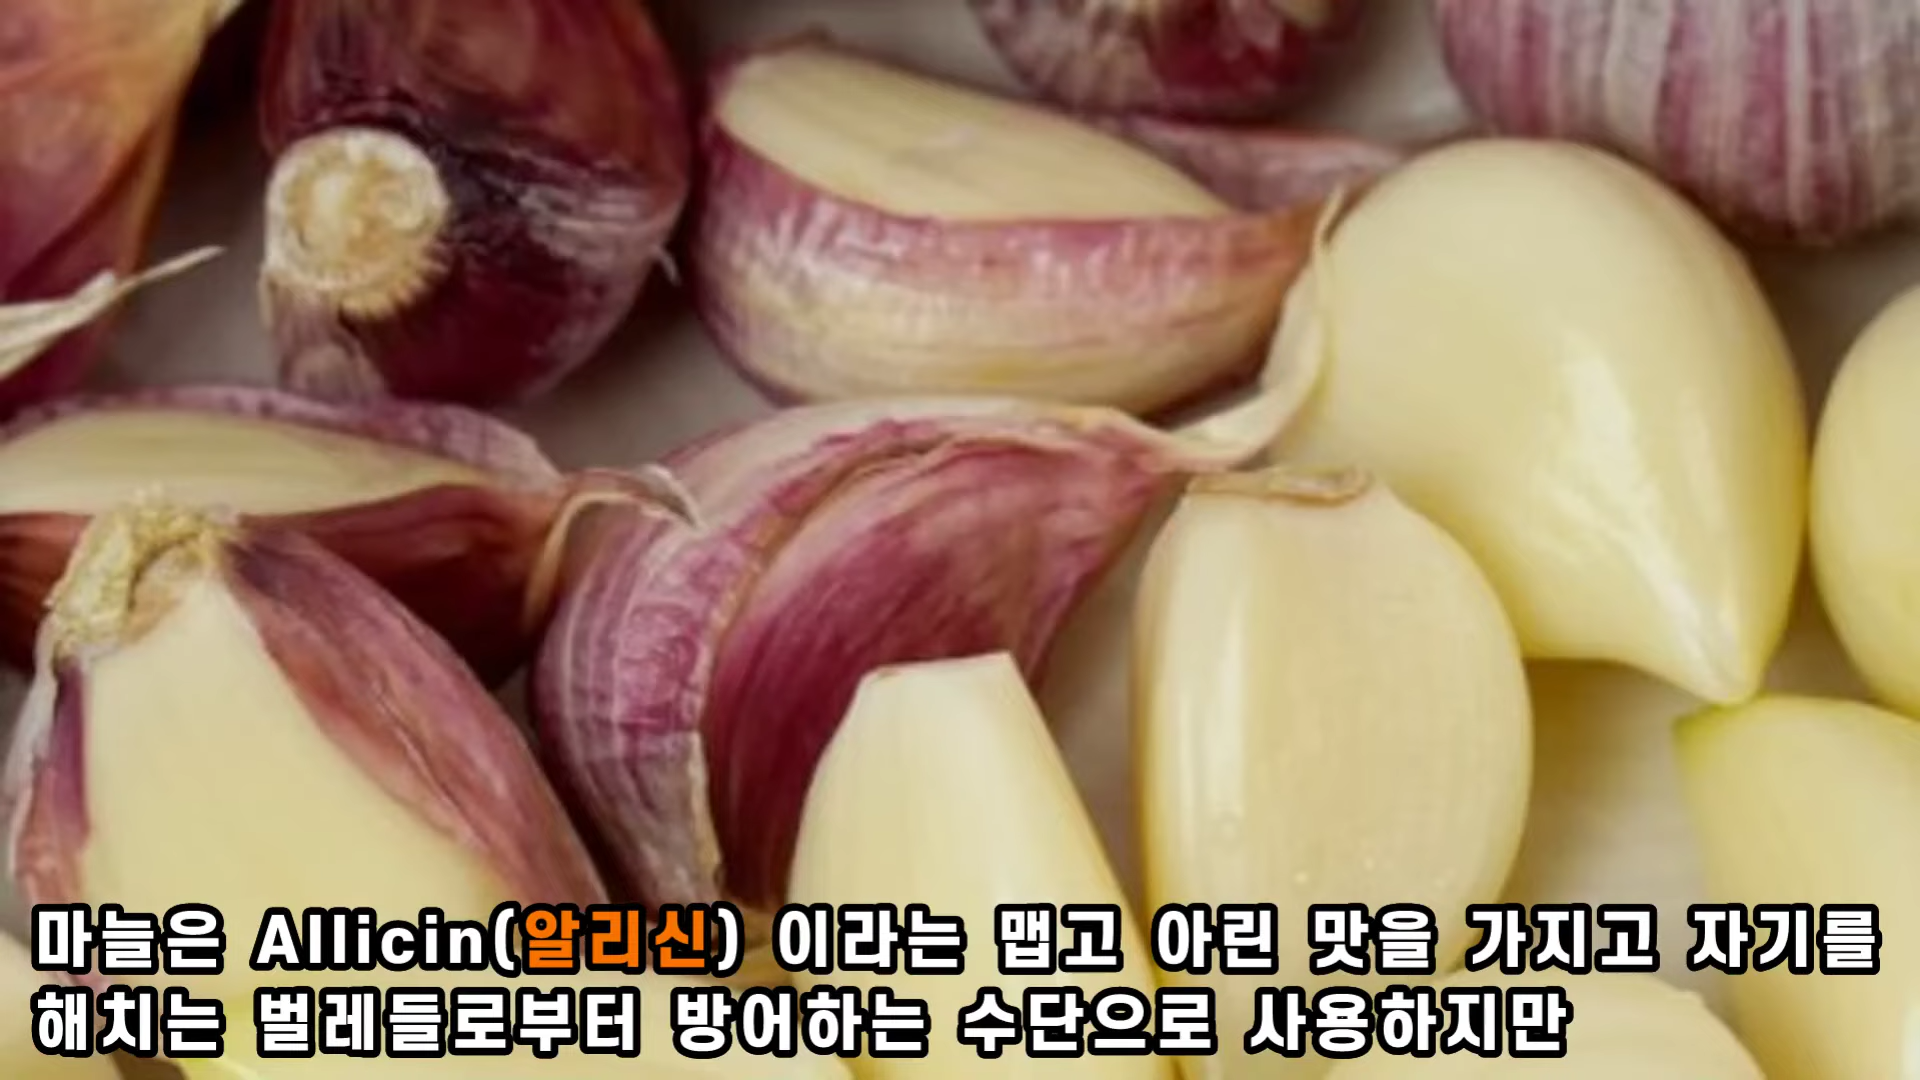 마늘은 Allicin(알리신) 이라는 맵고 아린 맛을 가지고 자기를
해치는 벌레들로부터 방어하는 수단으로 사용하지만